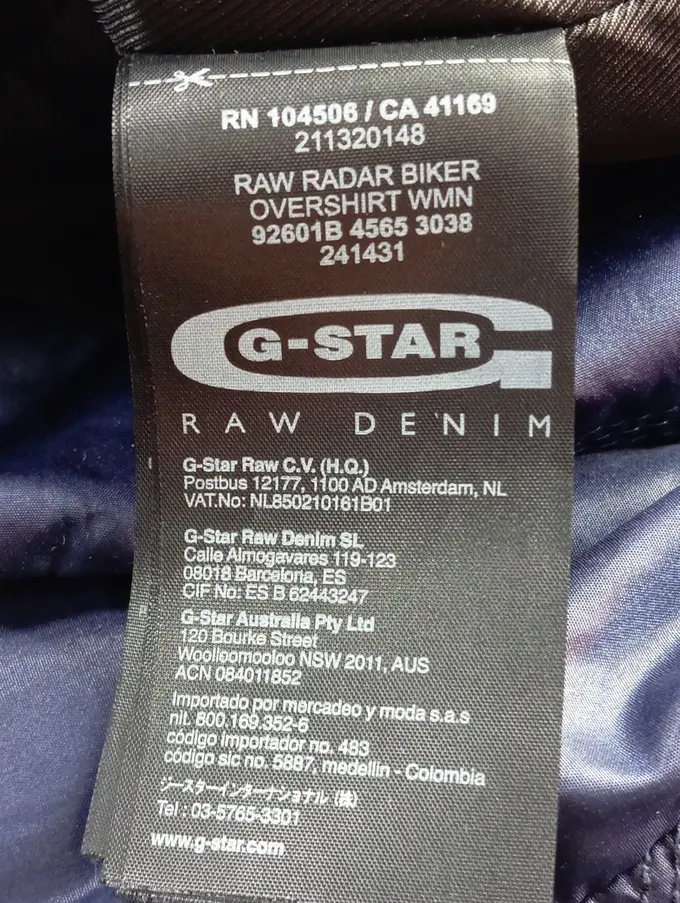 RN 104506 / CA 41169
211320148
RAW RADAR BIKER
OVERSHIRT WMN
92601B 4565 3038
241431
G-STAR
RAW DENIM
G-Star Raw C.V. (H.Q.)
Postbus 12177, 1100 AD Amsterdam, NL
VAT.No: NL850210161B01
G-Star Raw Denim SL
Calle Almogavares 119-123
08018 Barcelona, ES
CIF No: ES B 62443247
G-Star Australia Pty Ltd
120 Bourke Street
Woolloomooloo NSW 2011, AUS
ACN 084011852
Importado por mercadeo y moda s.a.s
nit. 800.169.352-6
código importador no. 483
código sic no. 5887, medellin - Colombia
ジースターインターナショナル (株)
Tel : 03-5765-3301
www.g-star.com